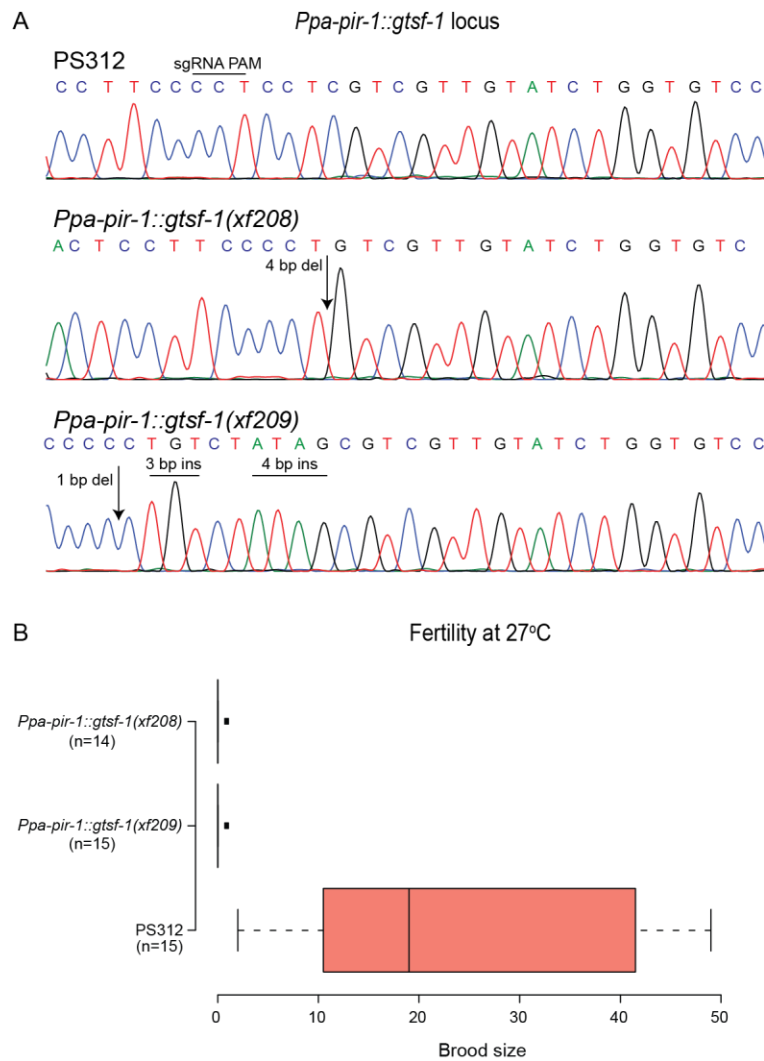 A
Ppa-pir-1::gtsf-1 locus
PS312
sgRNA PAM
C C T T C C C C T C C T C G T C G T T G T A T C T G G T G T C C
Ppa-pir-1::gtsf-1(xf208)
A C T C C T T C C C C T G T C G T T G T A T C T G G T G T C
4 bp del
Ppa-pir-1::gtsf-1(xf209)
C C C C C T G T C T A T A G C G T C G T T G T A T C T G G T G T C C
1 bp del
3 bp ins
4 bp ins
B
Fertility at 27°C
Ppa-pir-1::gtsf-1(xf208)
(n=14)
Ppa-pir-1::gtsf-1(xf209)
(n=15)
PS312
(n=15)
0 10 20 30 40 50
Brood size